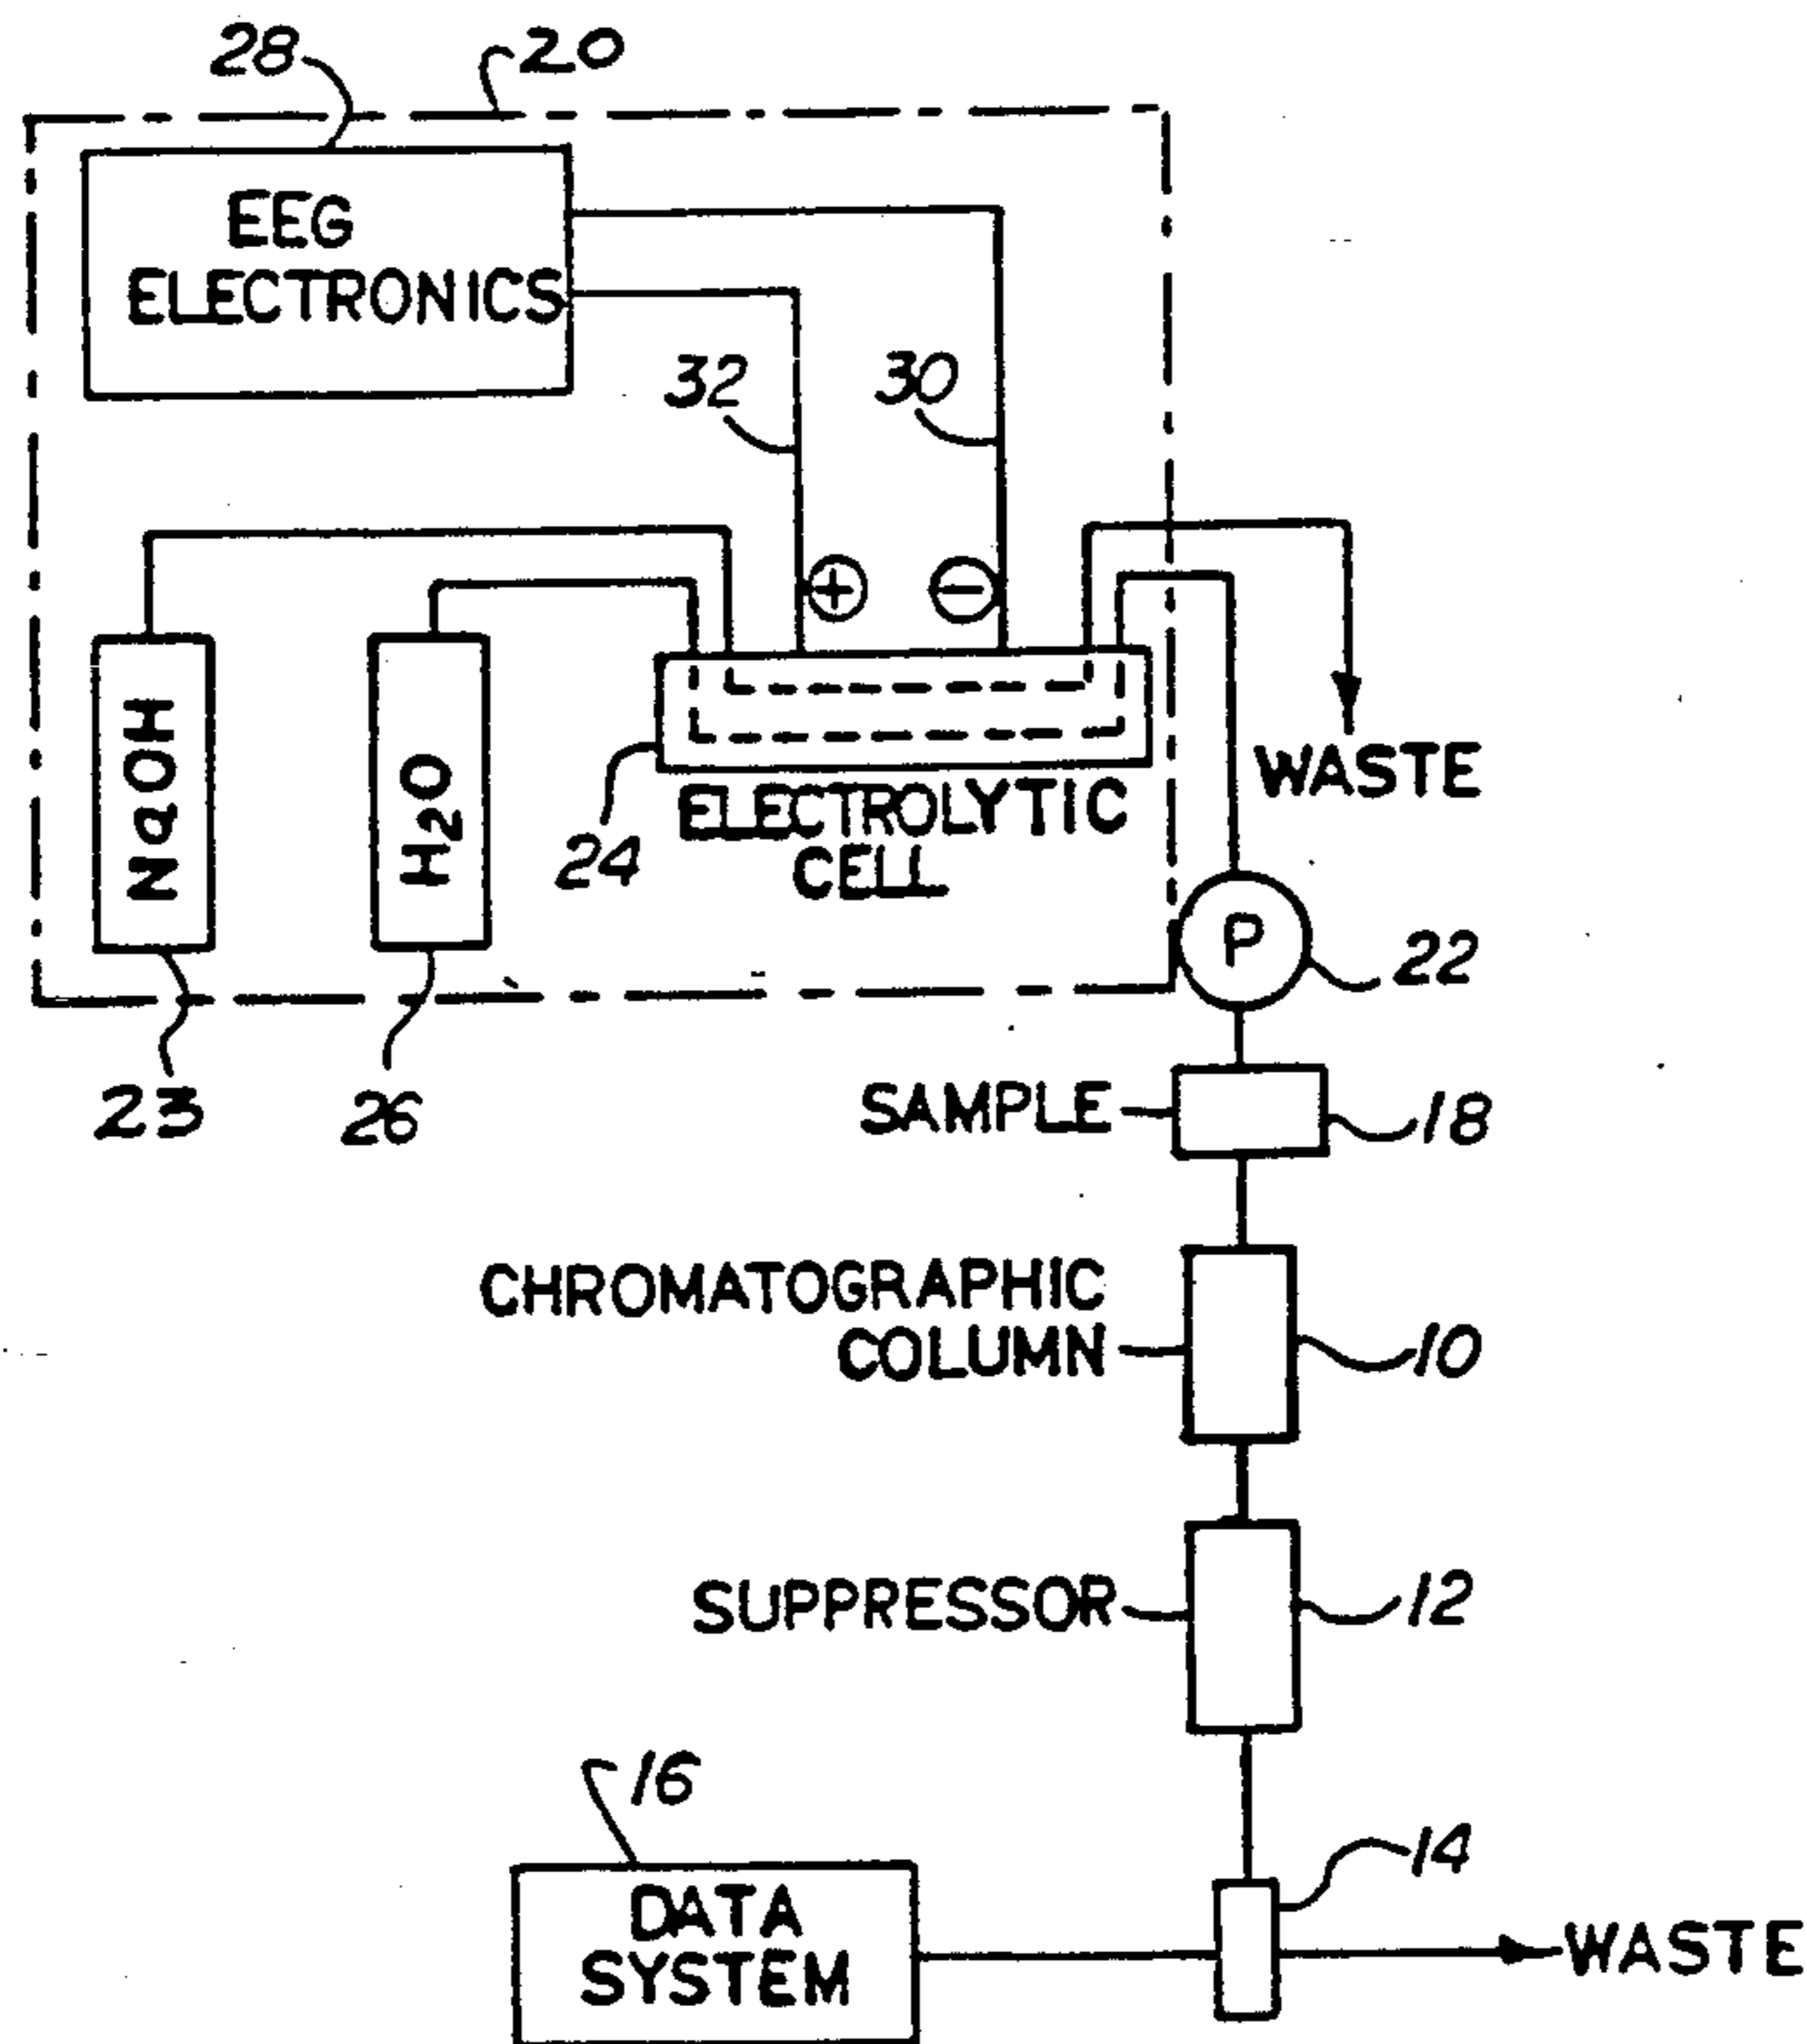 28
20
EEG
ELECTRONICS
32
30
+
−
NaOH
H2O
24
ELECTROLYTIC
CELL
WASTE
P
22
23
26
SAMPLE
18
CHROMATOGRAPHIC
COLUMN
10
SUPPRESSOR
12
16
14
DATA
SYSTEM
WASTE